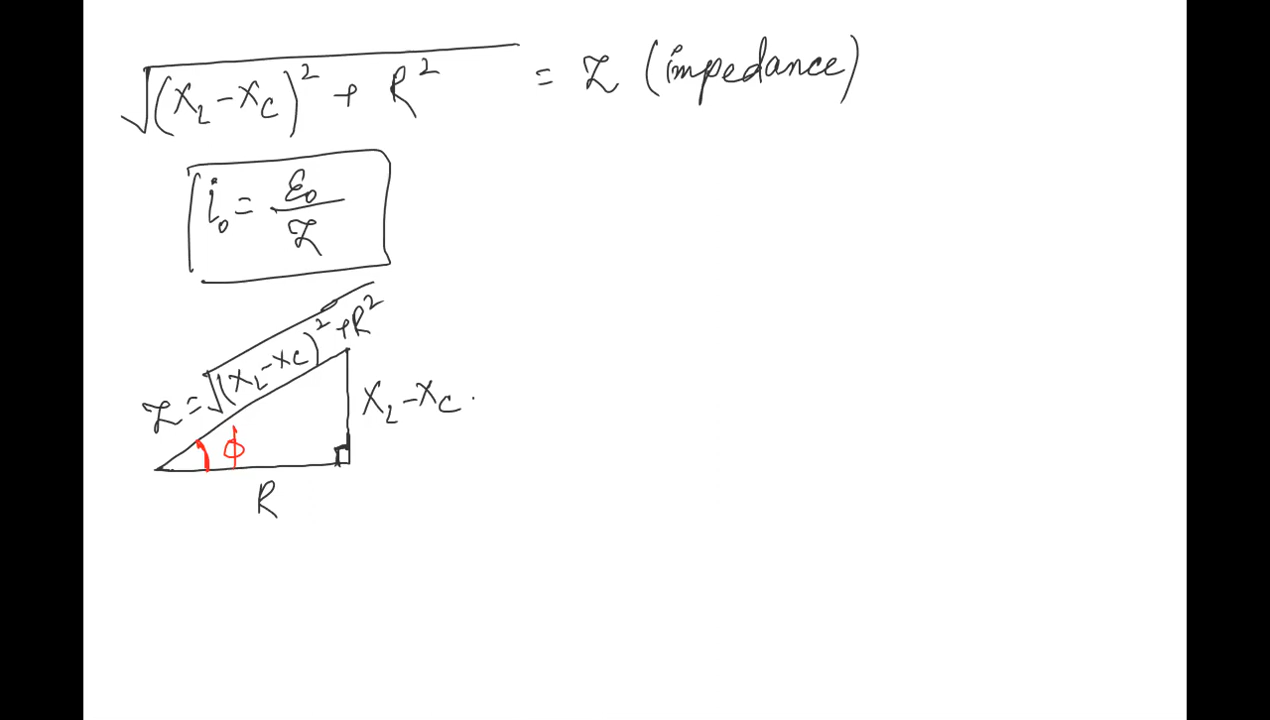 √(X_L - X_C)² + R² = Z (impedance)
i₀ = ε₀/Z
Z = √(X_L - X_C)² + R²
X_L - X_C
ϕ
R